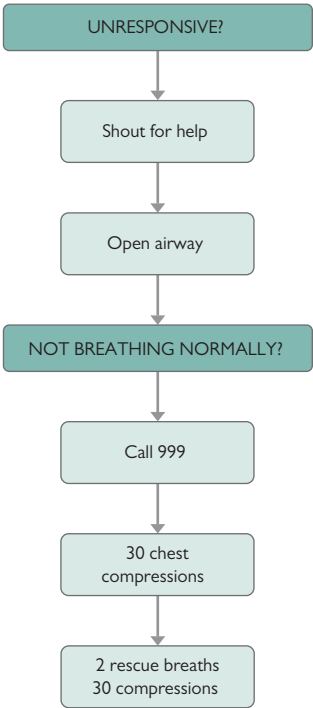 UNRESPONSIVE?
Shout for help
Open airway
NOT BREATHING NORMALLY?
Call 999
30 chest
compressions
2 rescue breaths
30 compressions